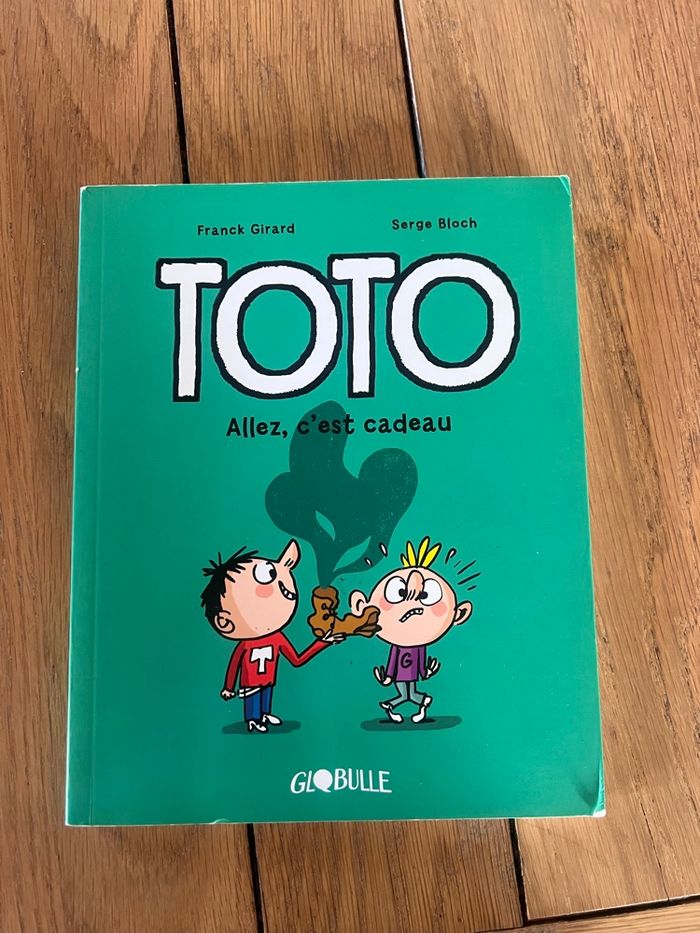 Franck Girard Serge Bloch
TOTO
Allez, c'est cadeau
T
G
GLOBULLE